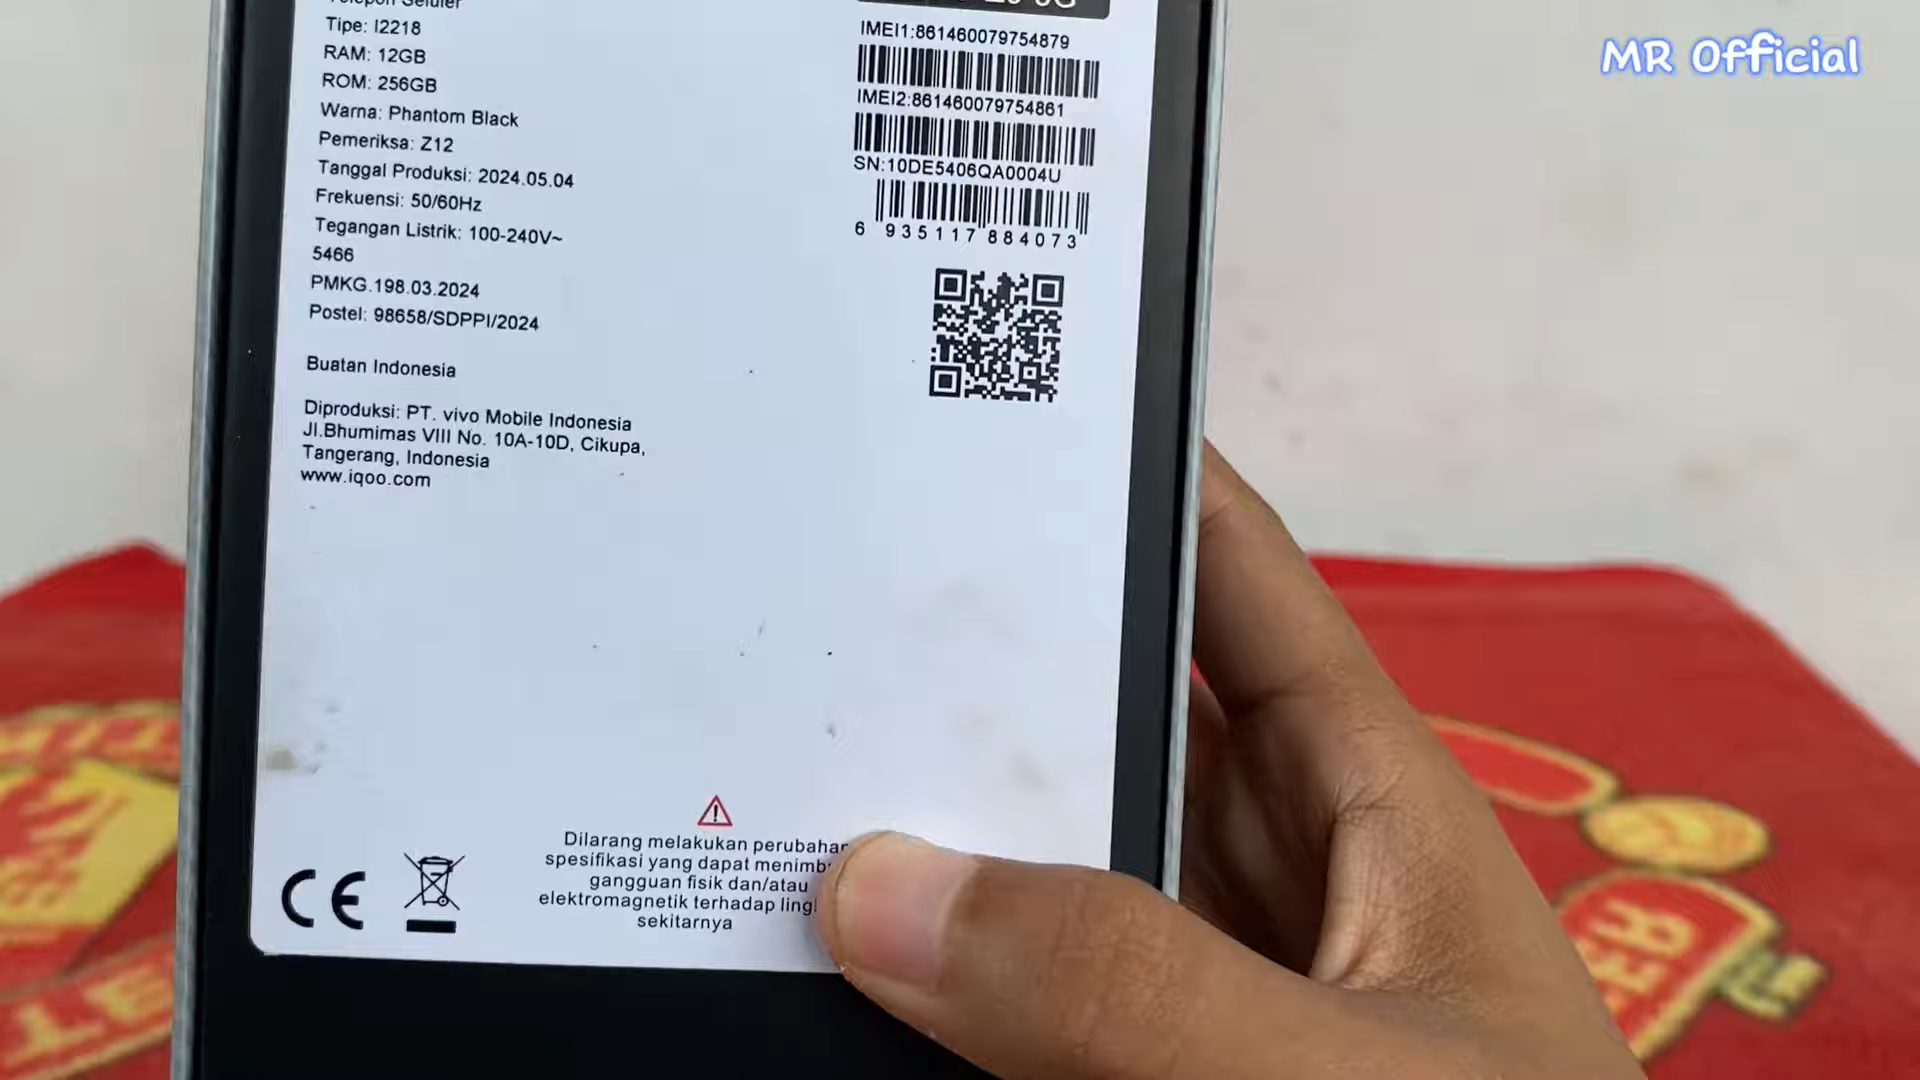 Telepon Seluler
Tipe: I2218
RAM: 12GB
ROM: 256GB
Warna: Phantom Black
Pemeriksa: Z12
Tanggal Produksi: 2024.05.04
Frekuensi: 50/60Hz
Tegangan Listrik: 100-240V~
5466
PMKG.198.03.2024
Postel: 98658/SDPPI/2024
Buatan Indonesia
Diproduksi: PT. vivo Mobile Indonesia
Jl.Bhumimas VIII No. 10A-10D, Cikupa,
Tangerang, Indonesia
www.iqoo.com
IMEI1:861460079754879
IMEI2:861460079754861
SN:10DE5406QA0004U
6 935117 884073
MR Official
Dilarang melakukan perubahan
spesifikasi yang dapat
gangguan fisik dan/atau
elektromagnetik terhadap
sekitarnya
CE